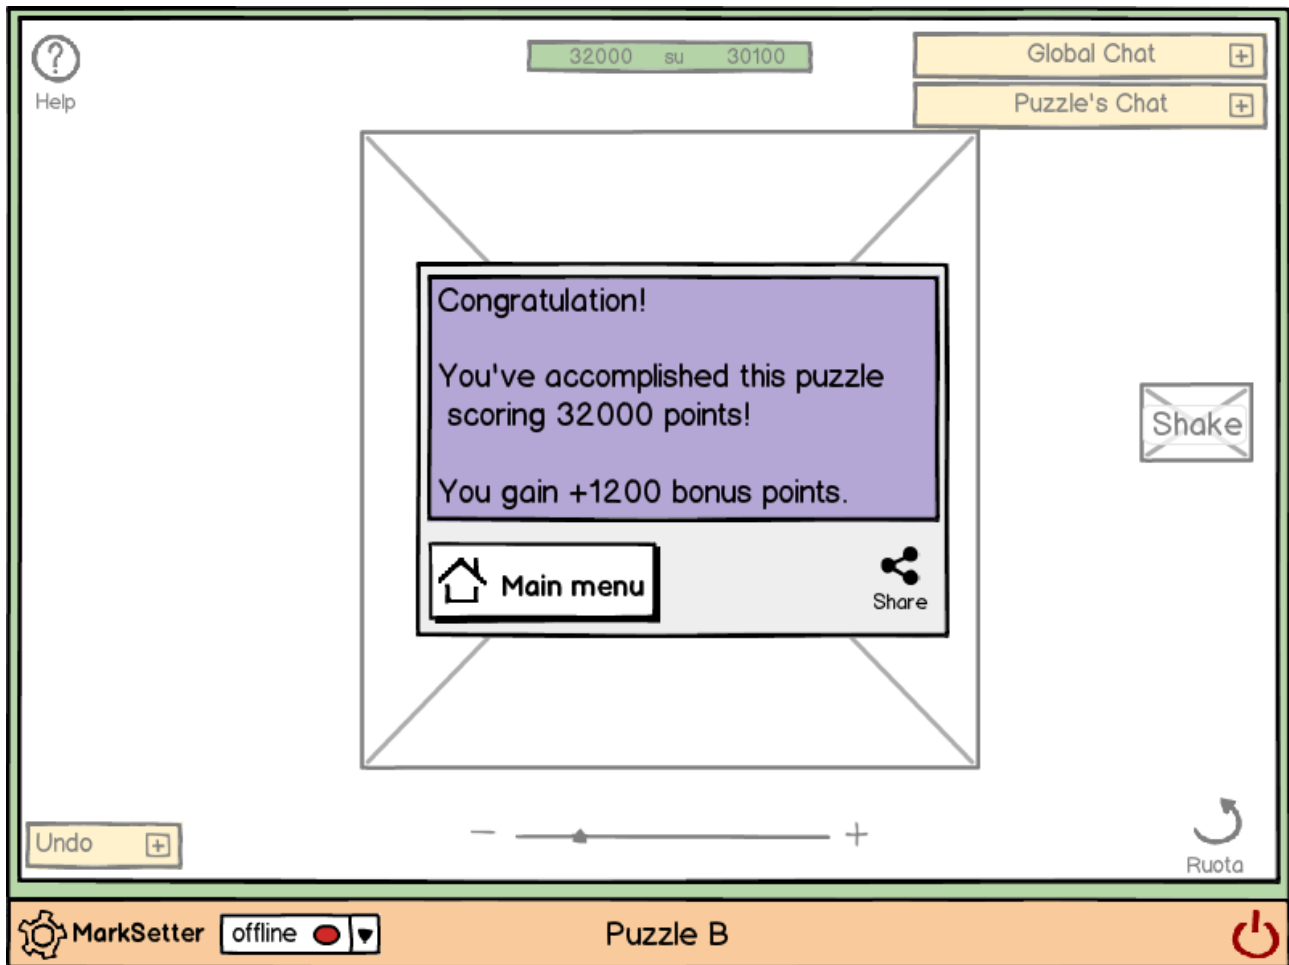 Help
32000 su 30100
Global Chat
Puzzle's Chat
Congratulation!
You've accomplished this puzzle
scoring 32000 points!
You gain +1200 bonus points.
Main menu
Share
Shake
Undo
Ruota
MarkSetter
offline
Puzzle B